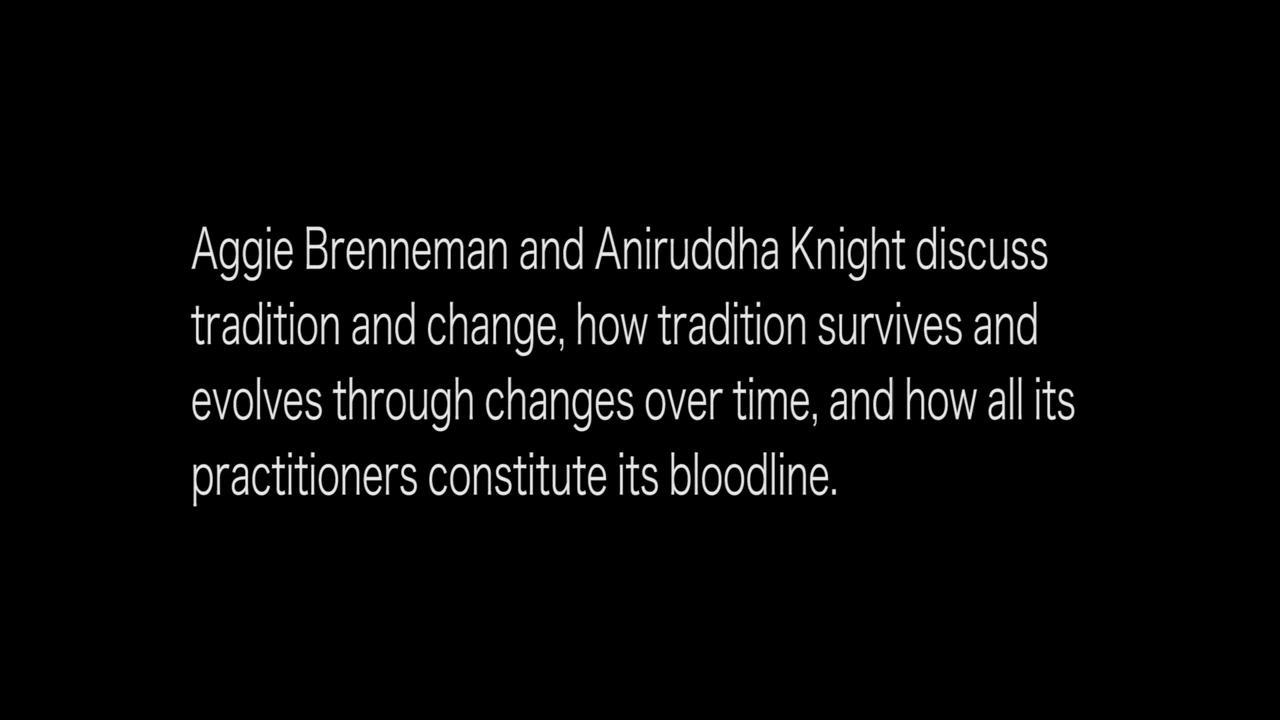 Aggie Brenneman and Aniruddha Knight discuss
tradition and change, how tradition survives and
evolves through changes over time, and how all its
practitioners constitute its bloodline.